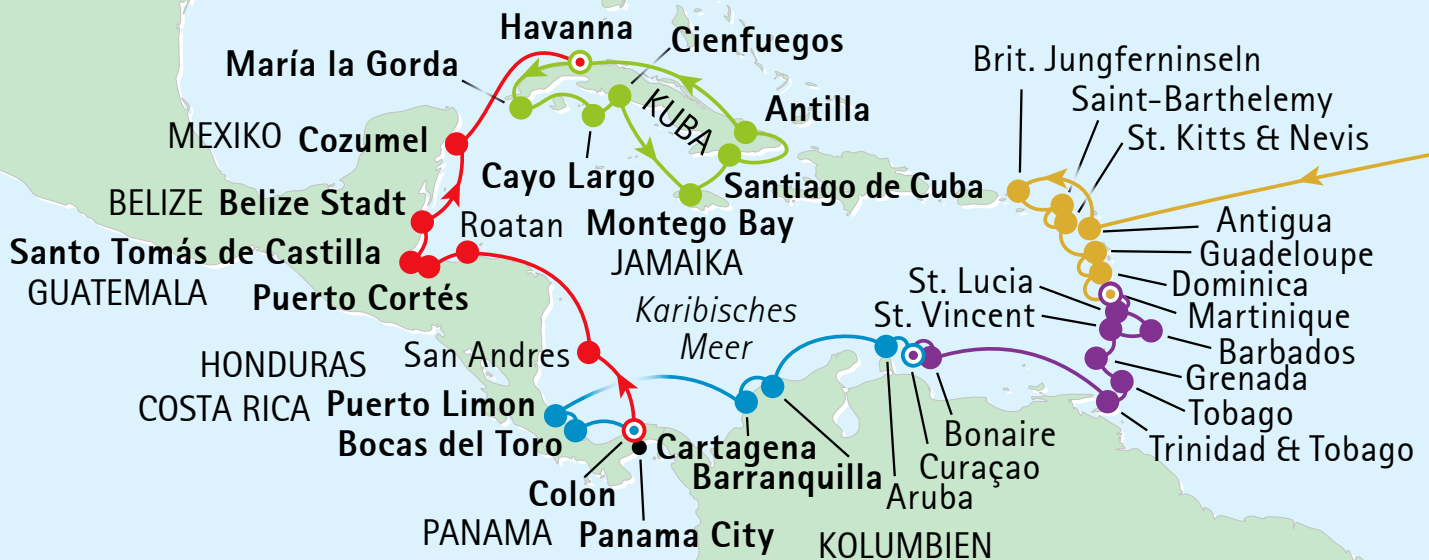 Havanna
Cienfuegos
María la Gorda
Brit. Jungferninseln
Saint-Barthelemy
St. Kitts & Nevis
KUBA
Antilla
MEXIKO Cozumel
Cayo Largo
Santiago de Cuba
BELIZE Belize Stadt
Roatan
Montego Bay
Antigua
Santo Tomás de Castilla
JAMAIKA
Guadeloupe
GUATEMALA
Puerto Cortés
St. Lucia
Dominica
Karibisches
Meer
St. Vincent
Martinique
San Andres
Barbados
HONDURAS
Grenada
COSTA RICA Puerto Limon
Tobago
Bocas del Toro
Cartagena
Bonaire
Trinidad & Tobago
Barranquilla
Curaçao
Colon
Aruba
PANAMA
Panama City
KOLUMBIEN